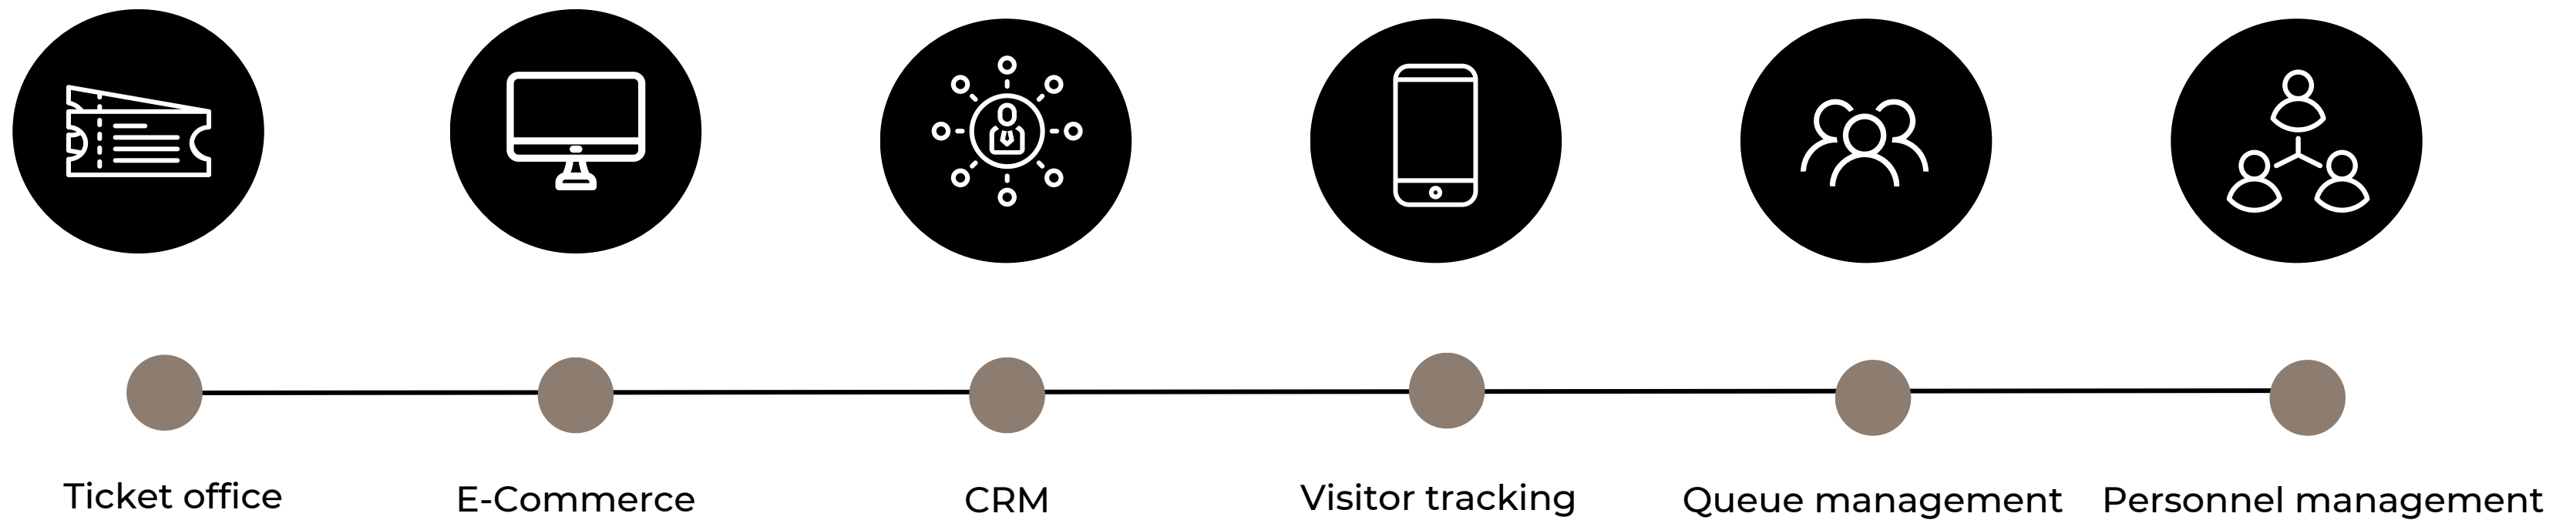 Ticket office
E-Commerce
CRM
Visitor tracking
Queue management
Personnel management